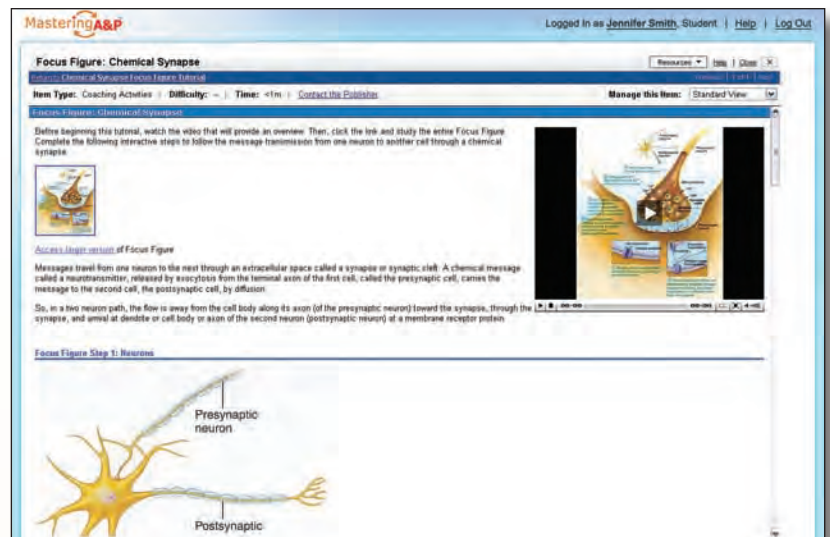 MasteringA&P
Logged in as Jennifer Smith, Student | Help | Log Out
Focus Figure: Chemical Synapse
Resources
Help | Close X
Chemical Synapse Focus Figure Tutorial
Item Type: Coaching Activities | Difficulty: -- | Time: <1m | Contact the Publisher
Manage this Item: Standard View
Focus Figure: Chemical Synapse
Before beginning this tutorial, watch the video that will provide an overview. Then, click the link and study the entire Focus Figure.
Complete the following interactive steps to follow the message transmission from one neuron to another cell through a chemical
synapse.
Access larger version of Focus Figure
Messages travel from one neuron to the next through an extracellular space called a synapse or synaptic cleft. A chemical message
called a neurotransmitter, released by exocytosis from the terminal axon of the first cell, called the presynaptic cell, carries the
message to the second cell, the postsynaptic cell, by diffusion.
So, in a two neuron path, the flow is away from the cell body along its axon (of the presynaptic neuron) toward the synapse, through the
synapse, and arrival at dendrite or cell body or axon of the second neuron (postsynaptic neuron) at a membrane receptor protein.
Focus Figure Step 1: Neurons
Presynaptic
neuron
Postsynaptic